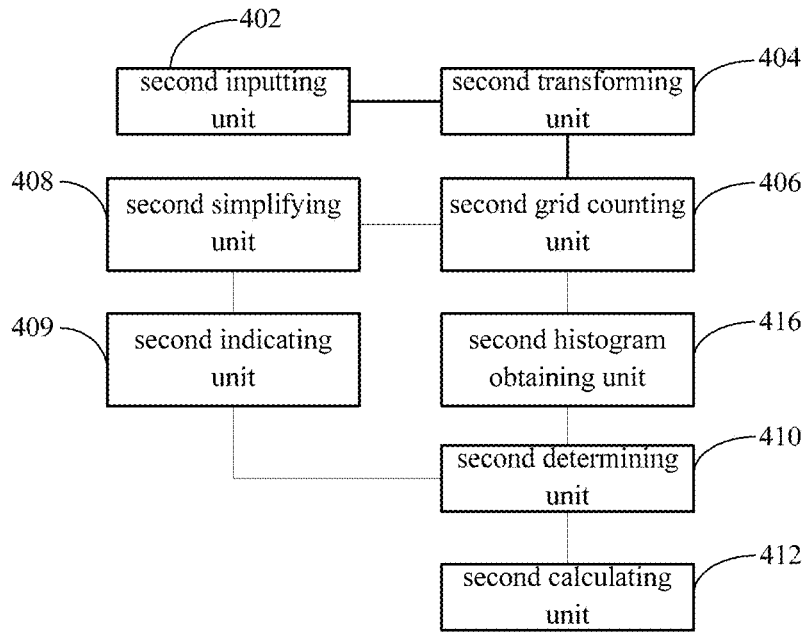 402
second inputting
unit
second transforming
unit
404
408
second simplifying
unit
second grid counting
unit
406
409
second indicating
unit
second histogram
obtaining unit
416
second determining
unit
410
second calculating
unit
412